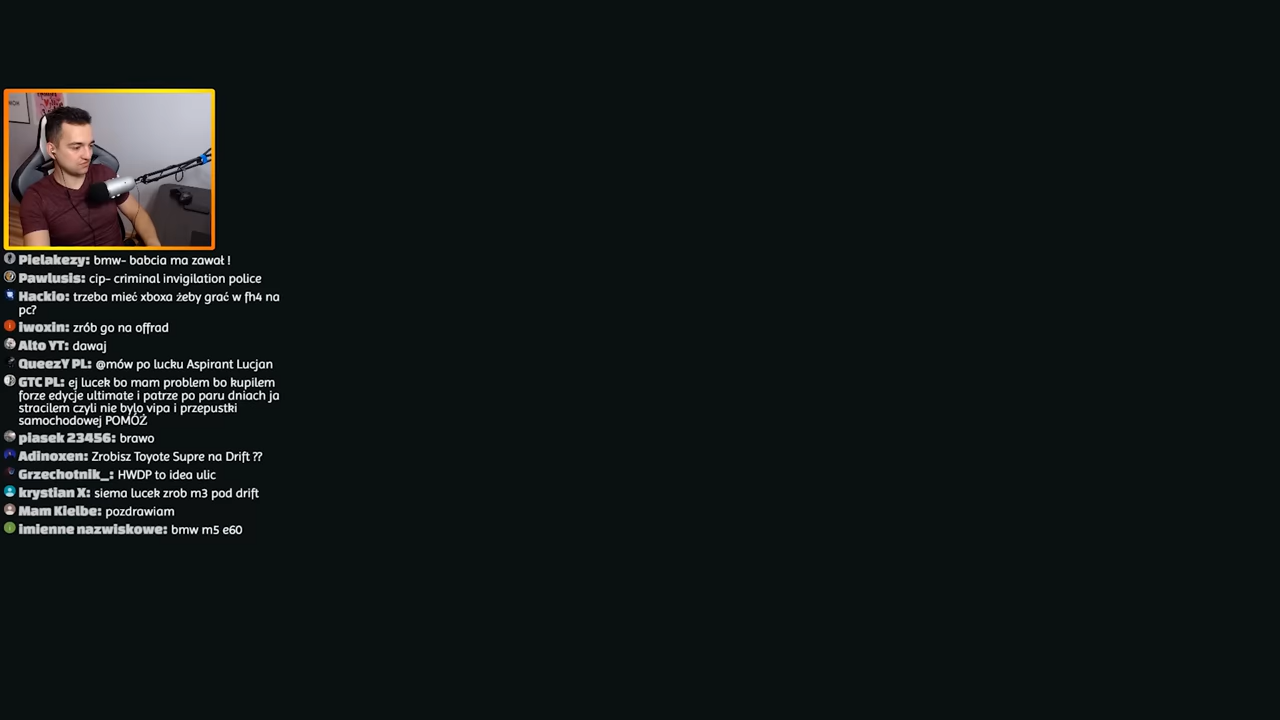 Pielakezy: bmw- babcia ma zawał !
Pawlusis: cip- criminal invigilation police
Hackio: trzeba mieć xboxa żeby grać w fh4 na
pc?
iwoxin: zrób go na offrad
Alto YT: dawaj
QueezY PL: @mów po lucku Aspirant Lucjan
GTC PL: ej lucek bo mam problem bo kupilem
forze edycje ultimate i patrze po paru dniach ja
stracilem czyli nie bylo vipa i przepustki
samochodowej POMÓŻ
piasek 23456: brawo
Adinoxen: Zrobisz Toyote Supre na Drift ??
Grzechotnik_: HWDP to idea ulic
krystian X: siema lucek zrob m3 pod drift
Mam Kielbe: pozdrawiam
imienne nazwiskowe: bmw m5 e60